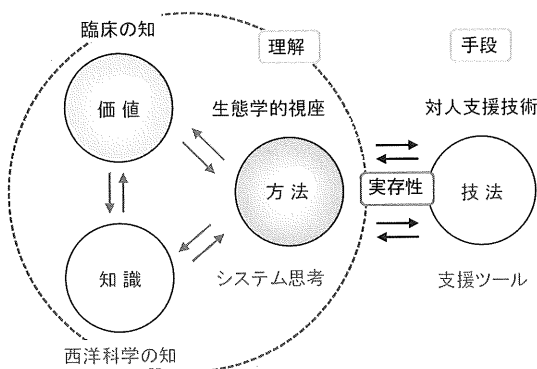 臨床の知
理解
手段
価値
生態学的視座
対人支援技術
方法
実存性
技法
知識
システム思考
支援ツール
西洋科学の知